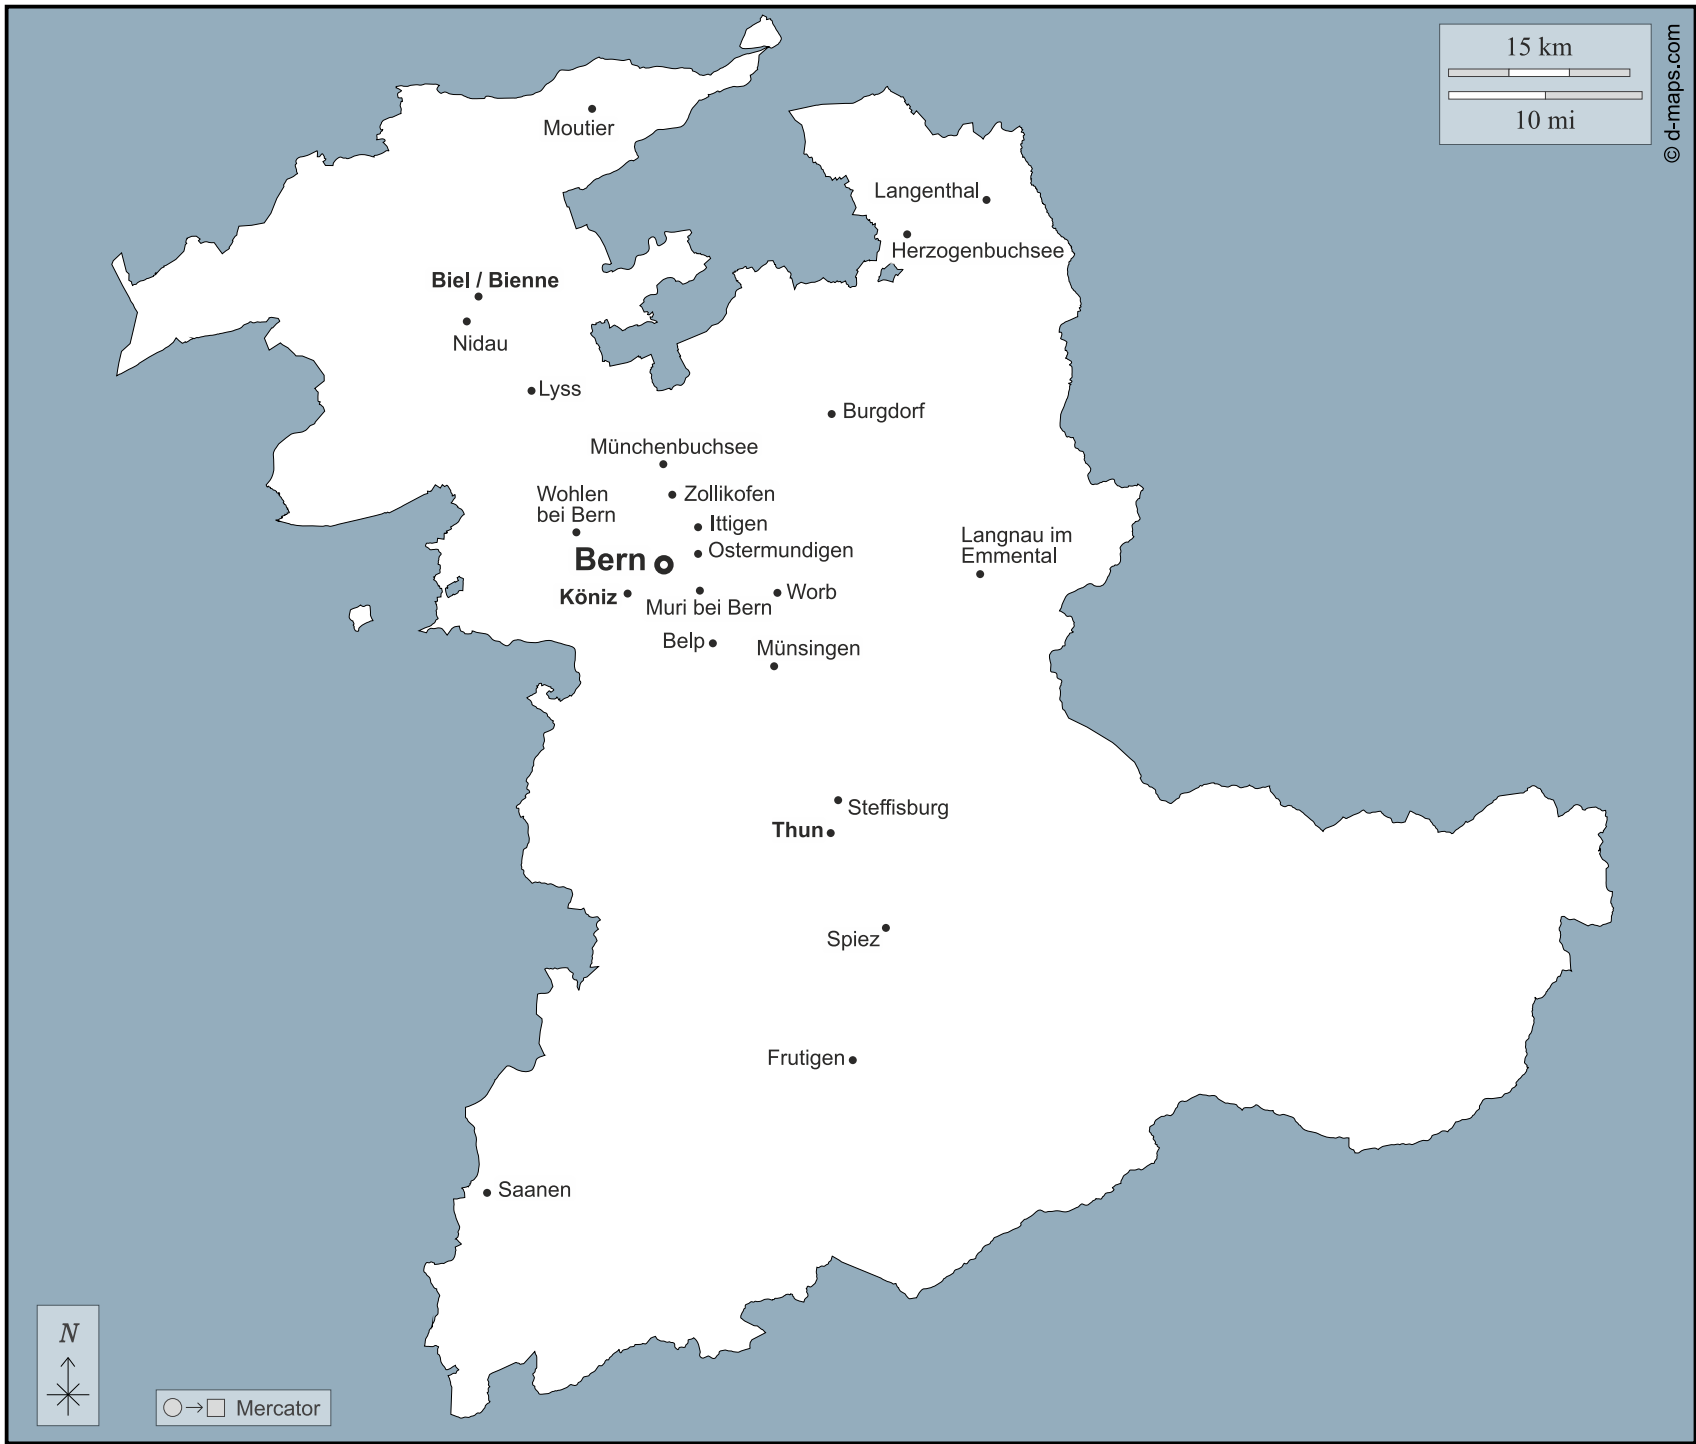 15 km
10 mi
© d-maps.com
Moutier
Langenthal
Herzogenbuchsee
Biel / Bienne
Nidau
Lyss
Burgdorf
Münchenbuchsee
Wohlen
bei Bern
Zollikofen
Ittigen
Ostermundigen
Bern
Langnau im
Emmental
Köniz
Muri bei Bern
Worb
Belp
Münsingen
Steffisburg
Thun
Spiez
Frutigen
Saanen
N
Mercator